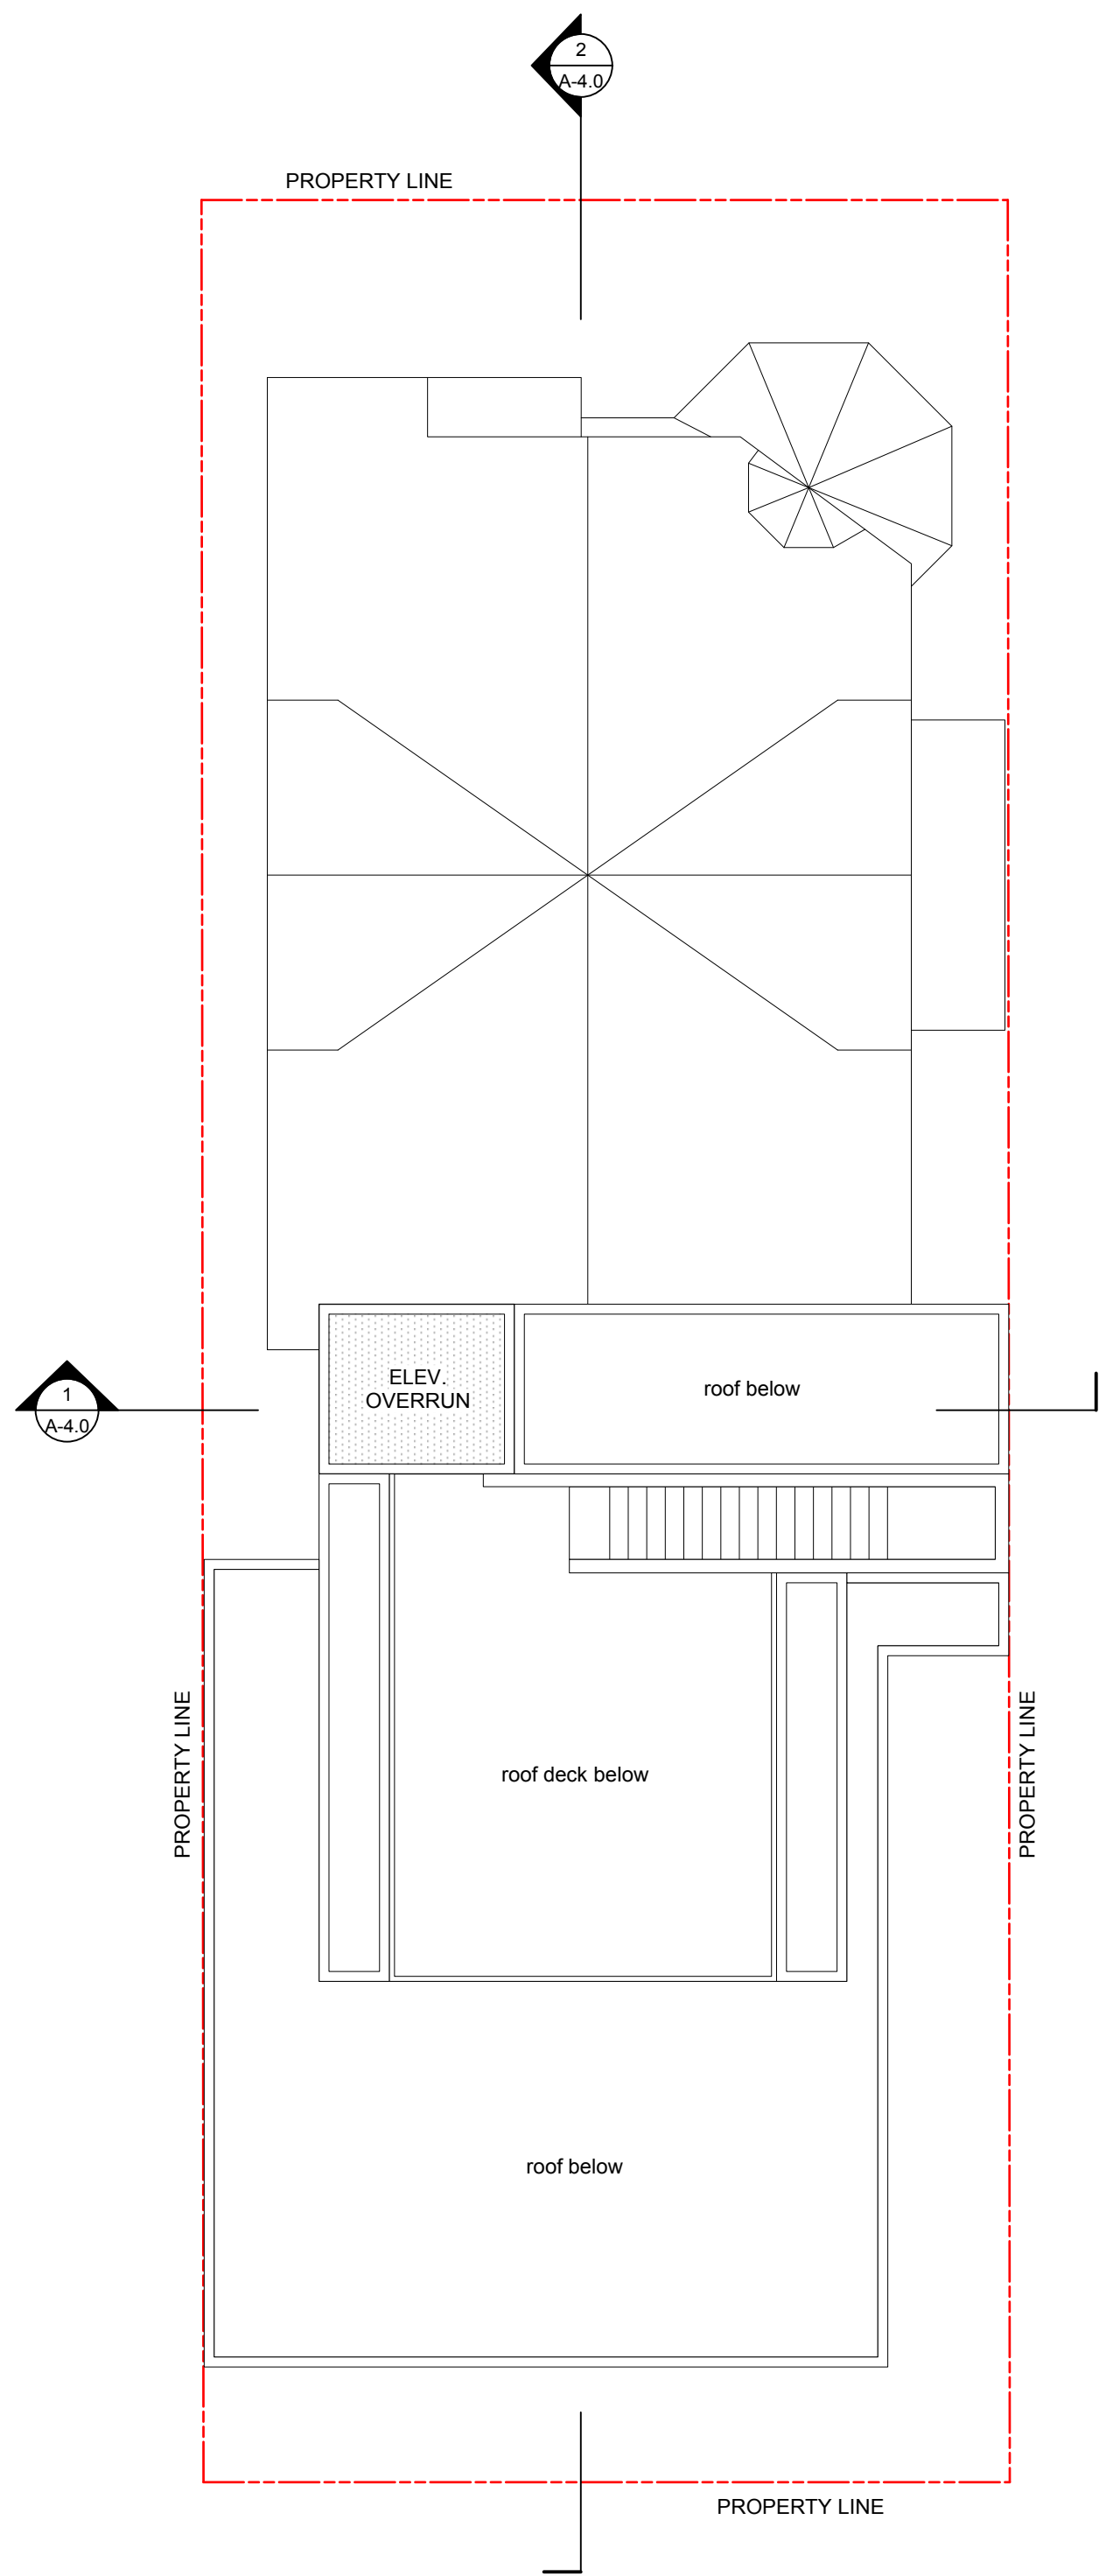 2
A-4.0
PROPERTY LINE
ELEV.
OVERRUN
roof below
1
A-4.0
PROPERTY LINE
PROPERTY LINE
roof deck below
roof below
PROPERTY LINE